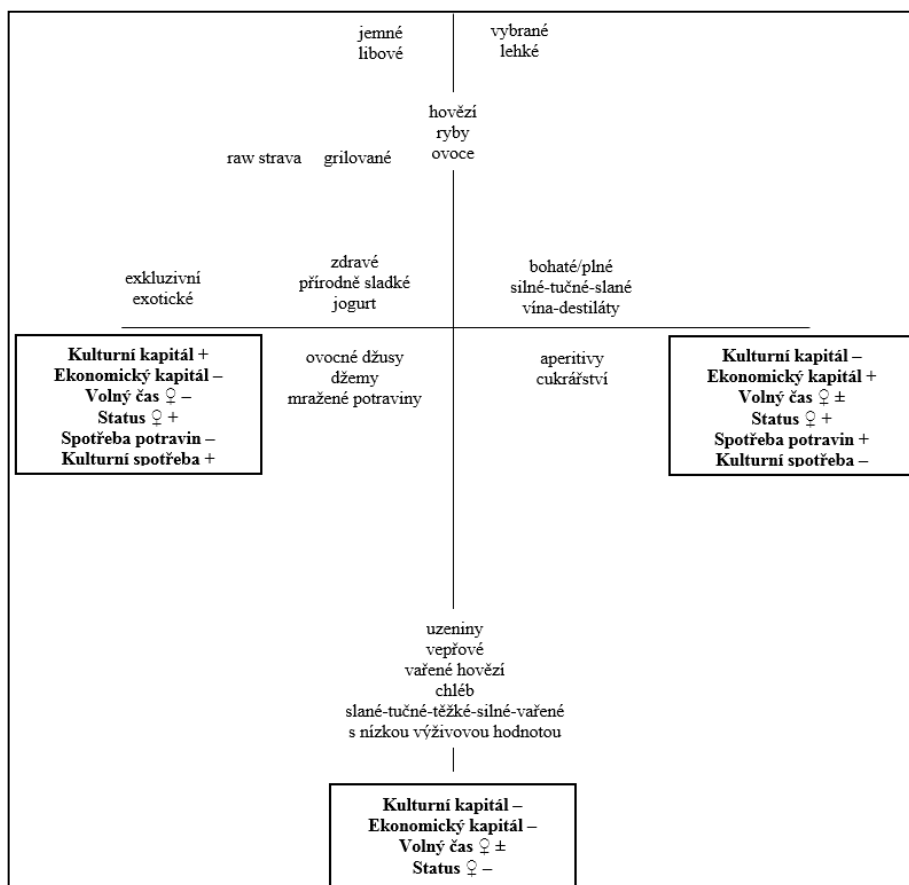 jemné
libové
vybrané
lehké
hovězí
ryby
ovoce
raw strava
grilované
exkluzivní
exotické
zdravé
přírodně sladké
jogurt
bohaté/plné
silné-tučné-slané
vína-destiláty
Kulturní kapitál +
Ekonomický kapitál –
Volný čas ♀ –
Status ♀ +
Spotřeba potravin –
Kulturní spotřeba +
ovocné džusy
džemy
mražené potraviny
aperitivy
cukrářství
Kulturní kapitál –
Ekonomický kapitál +
Volný čas ♀ ±
Status ♀ +
Spotřeba potravin +
Kulturní spotřeba –
uzeniny
vepřové
vařené hovězí
chléb
slané-tučné-těžké-silné-vařené
s nízkou výživovou hodnotou
Kulturní kapitál –
Ekonomický kapitál –
Volný čas ♀ ±
Status ♀ –